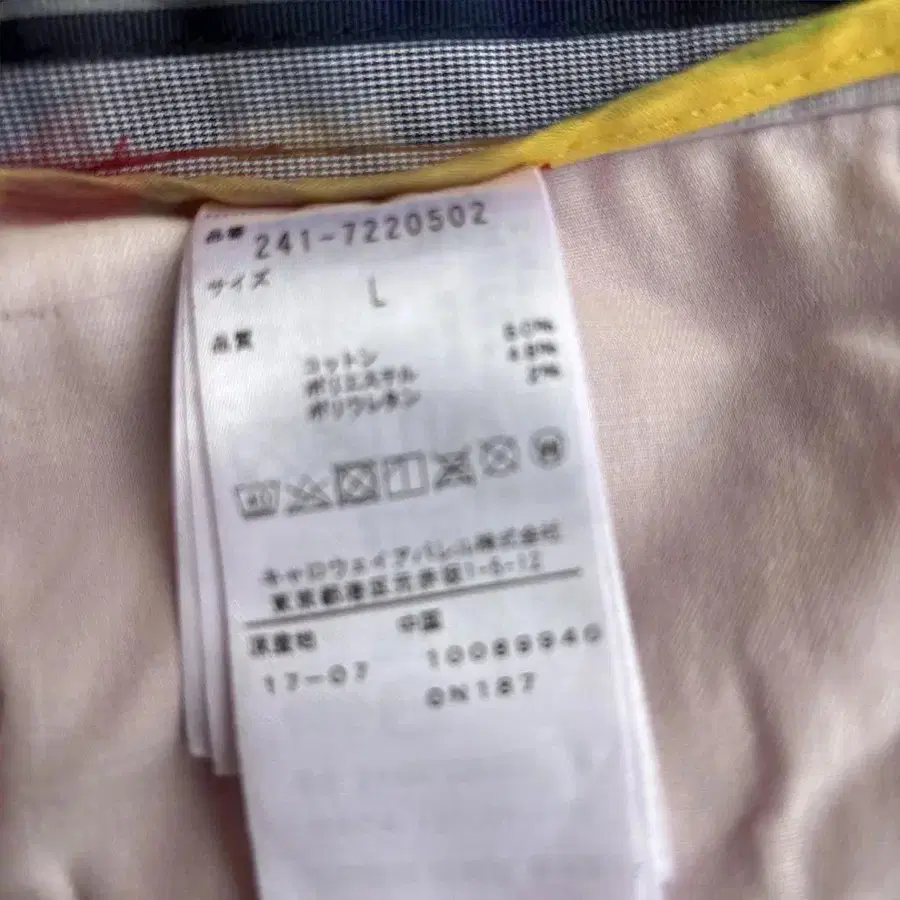 品番 241-7220502
サイズ L
品質
コットン 50%
ポリエステル 48%
ポリウレタン 2%
キャロウェイアパレル株式会社
東京都港区元赤坂1-5-12
原産地 中国
17-07 10089940
0N187